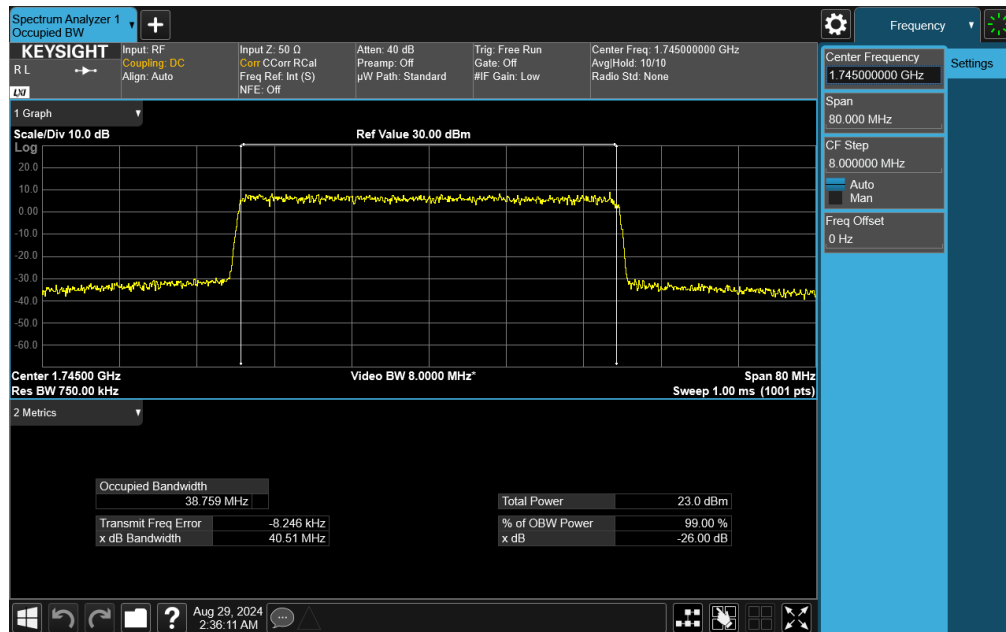 Spectrum Analyzer 1
Occupied BW
Frequency
KEYSIGHT
R L
LXI
Input: RF
Coupling: DC
Align: Auto
Input Z: 50 Ω
Corr CCorr RCal
Freq Ref: Int (S)
NFE: Off
Atten: 40 dB
Preamp: Off
µW Path: Standard
Trig: Free Run
Gate: Off
#IF Gain: Low
Center Freq: 1.745000000 GHz
Avg|Hold: 10/10
Radio Std: None
Center Frequency
1.745000000 GHz
Settings
Span
80.000 MHz
CF Step
8.000000 MHz
Auto
Man
Freq Offset
0 Hz
1 Graph
Scale/Div 10.0 dB
Ref Value 30.00 dBm
Log
20.0
10.0
0.00
-10.0
-20.0
-30.0
-40.0
-50.0
-60.0
Center 1.74500 GHz
Video BW 8.0000 MHz*
Span 80 MHz
Res BW 750.00 kHz
Sweep 1.00 ms (1001 pts)
2 Metrics
Occupied Bandwidth
38.759 MHz
Transmit Freq Error -8.246 kHz
x dB Bandwidth 40.51 MHz
Total Power 23.0 dBm
% of OBW Power 99.00 %
x dB -26.00 dB
?
Aug 29, 2024
2:36:11 AM